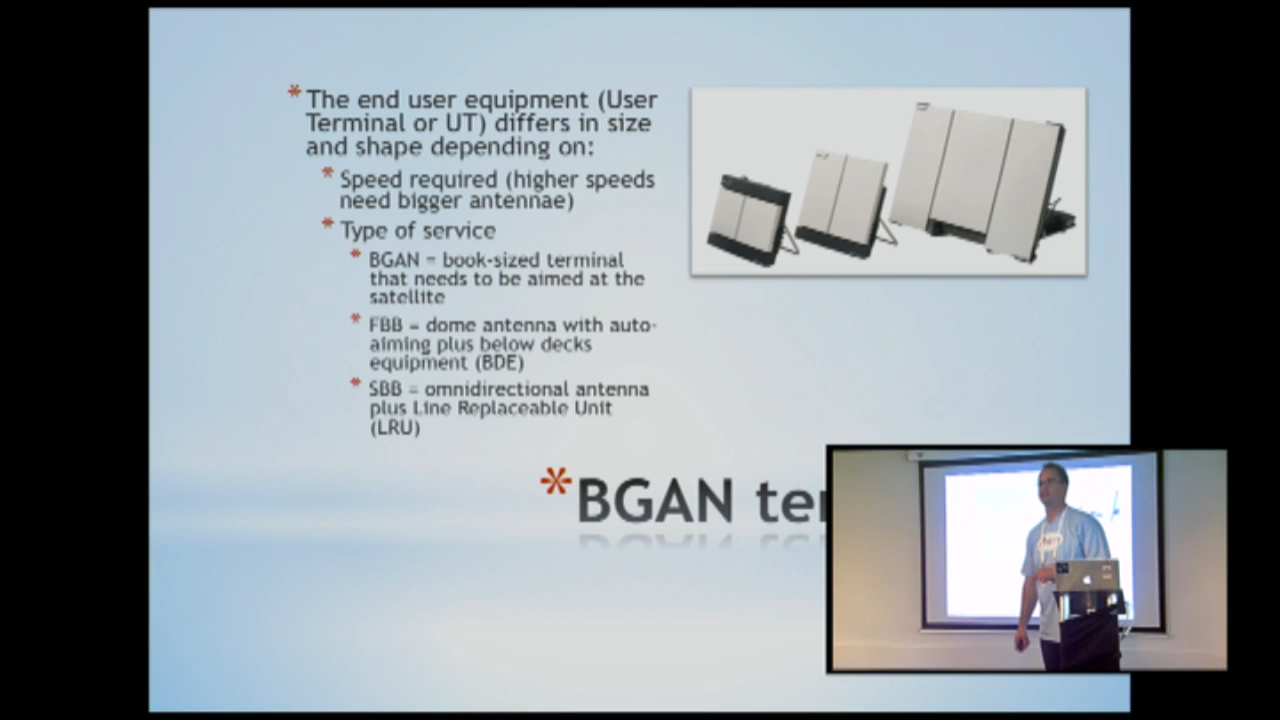 * The end user equipment (User
Terminal or UT) differs in size
and shape depending on:
* Speed required (higher speeds
need bigger antennae)
* Type of service
* BGAN = book-sized terminal
that needs to be aimed at the
satellite
* FBB = dome antenna with auto-
aiming plus below decks
equipment (BDE)
* SBB = omnidirectional antenna
plus Line Replaceable Unit
(LRU)
* BGAN ter